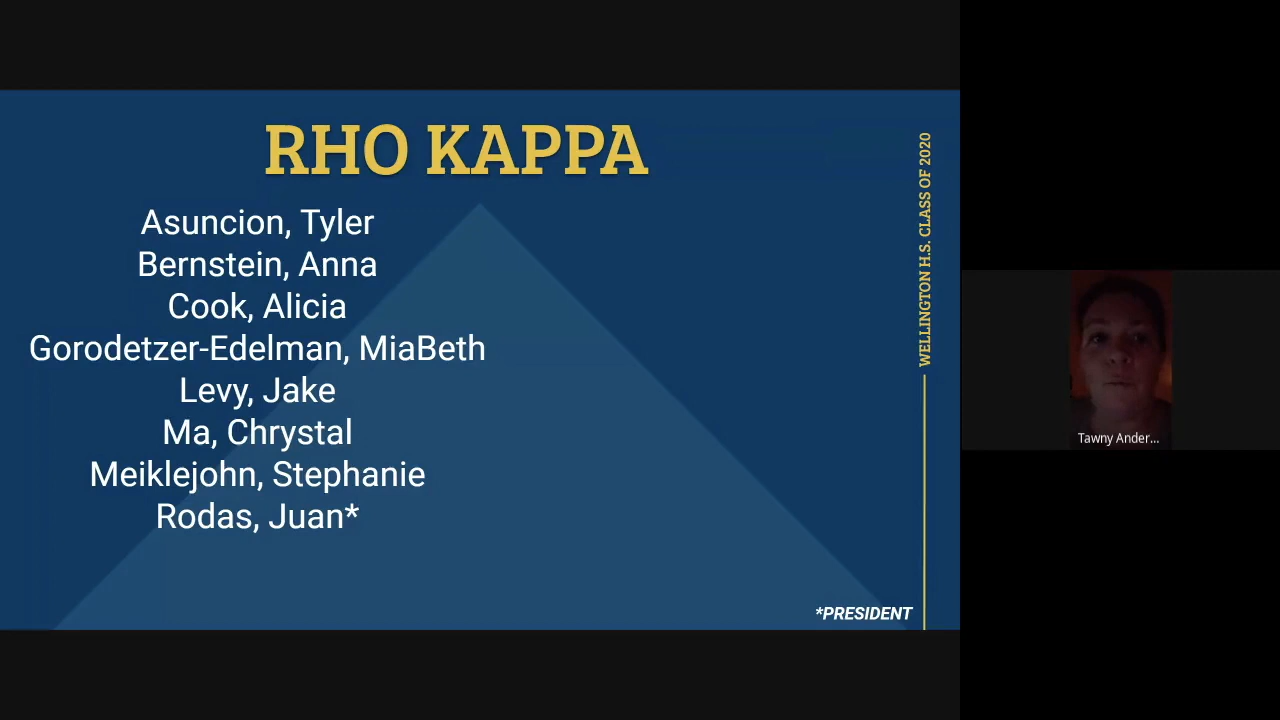 RHO KAPPA
Asuncion, Tyler
Bernstein, Anna
Cook, Alicia
Gorodetzer-Edelman, MiaBeth
Levy, Jake
Ma, Chrystal
Meiklejohn, Stephanie
Rodas, Juan*
*PRESIDENT
WELLINGTON H.S. CLASS OF 2020
Tawny Ander...